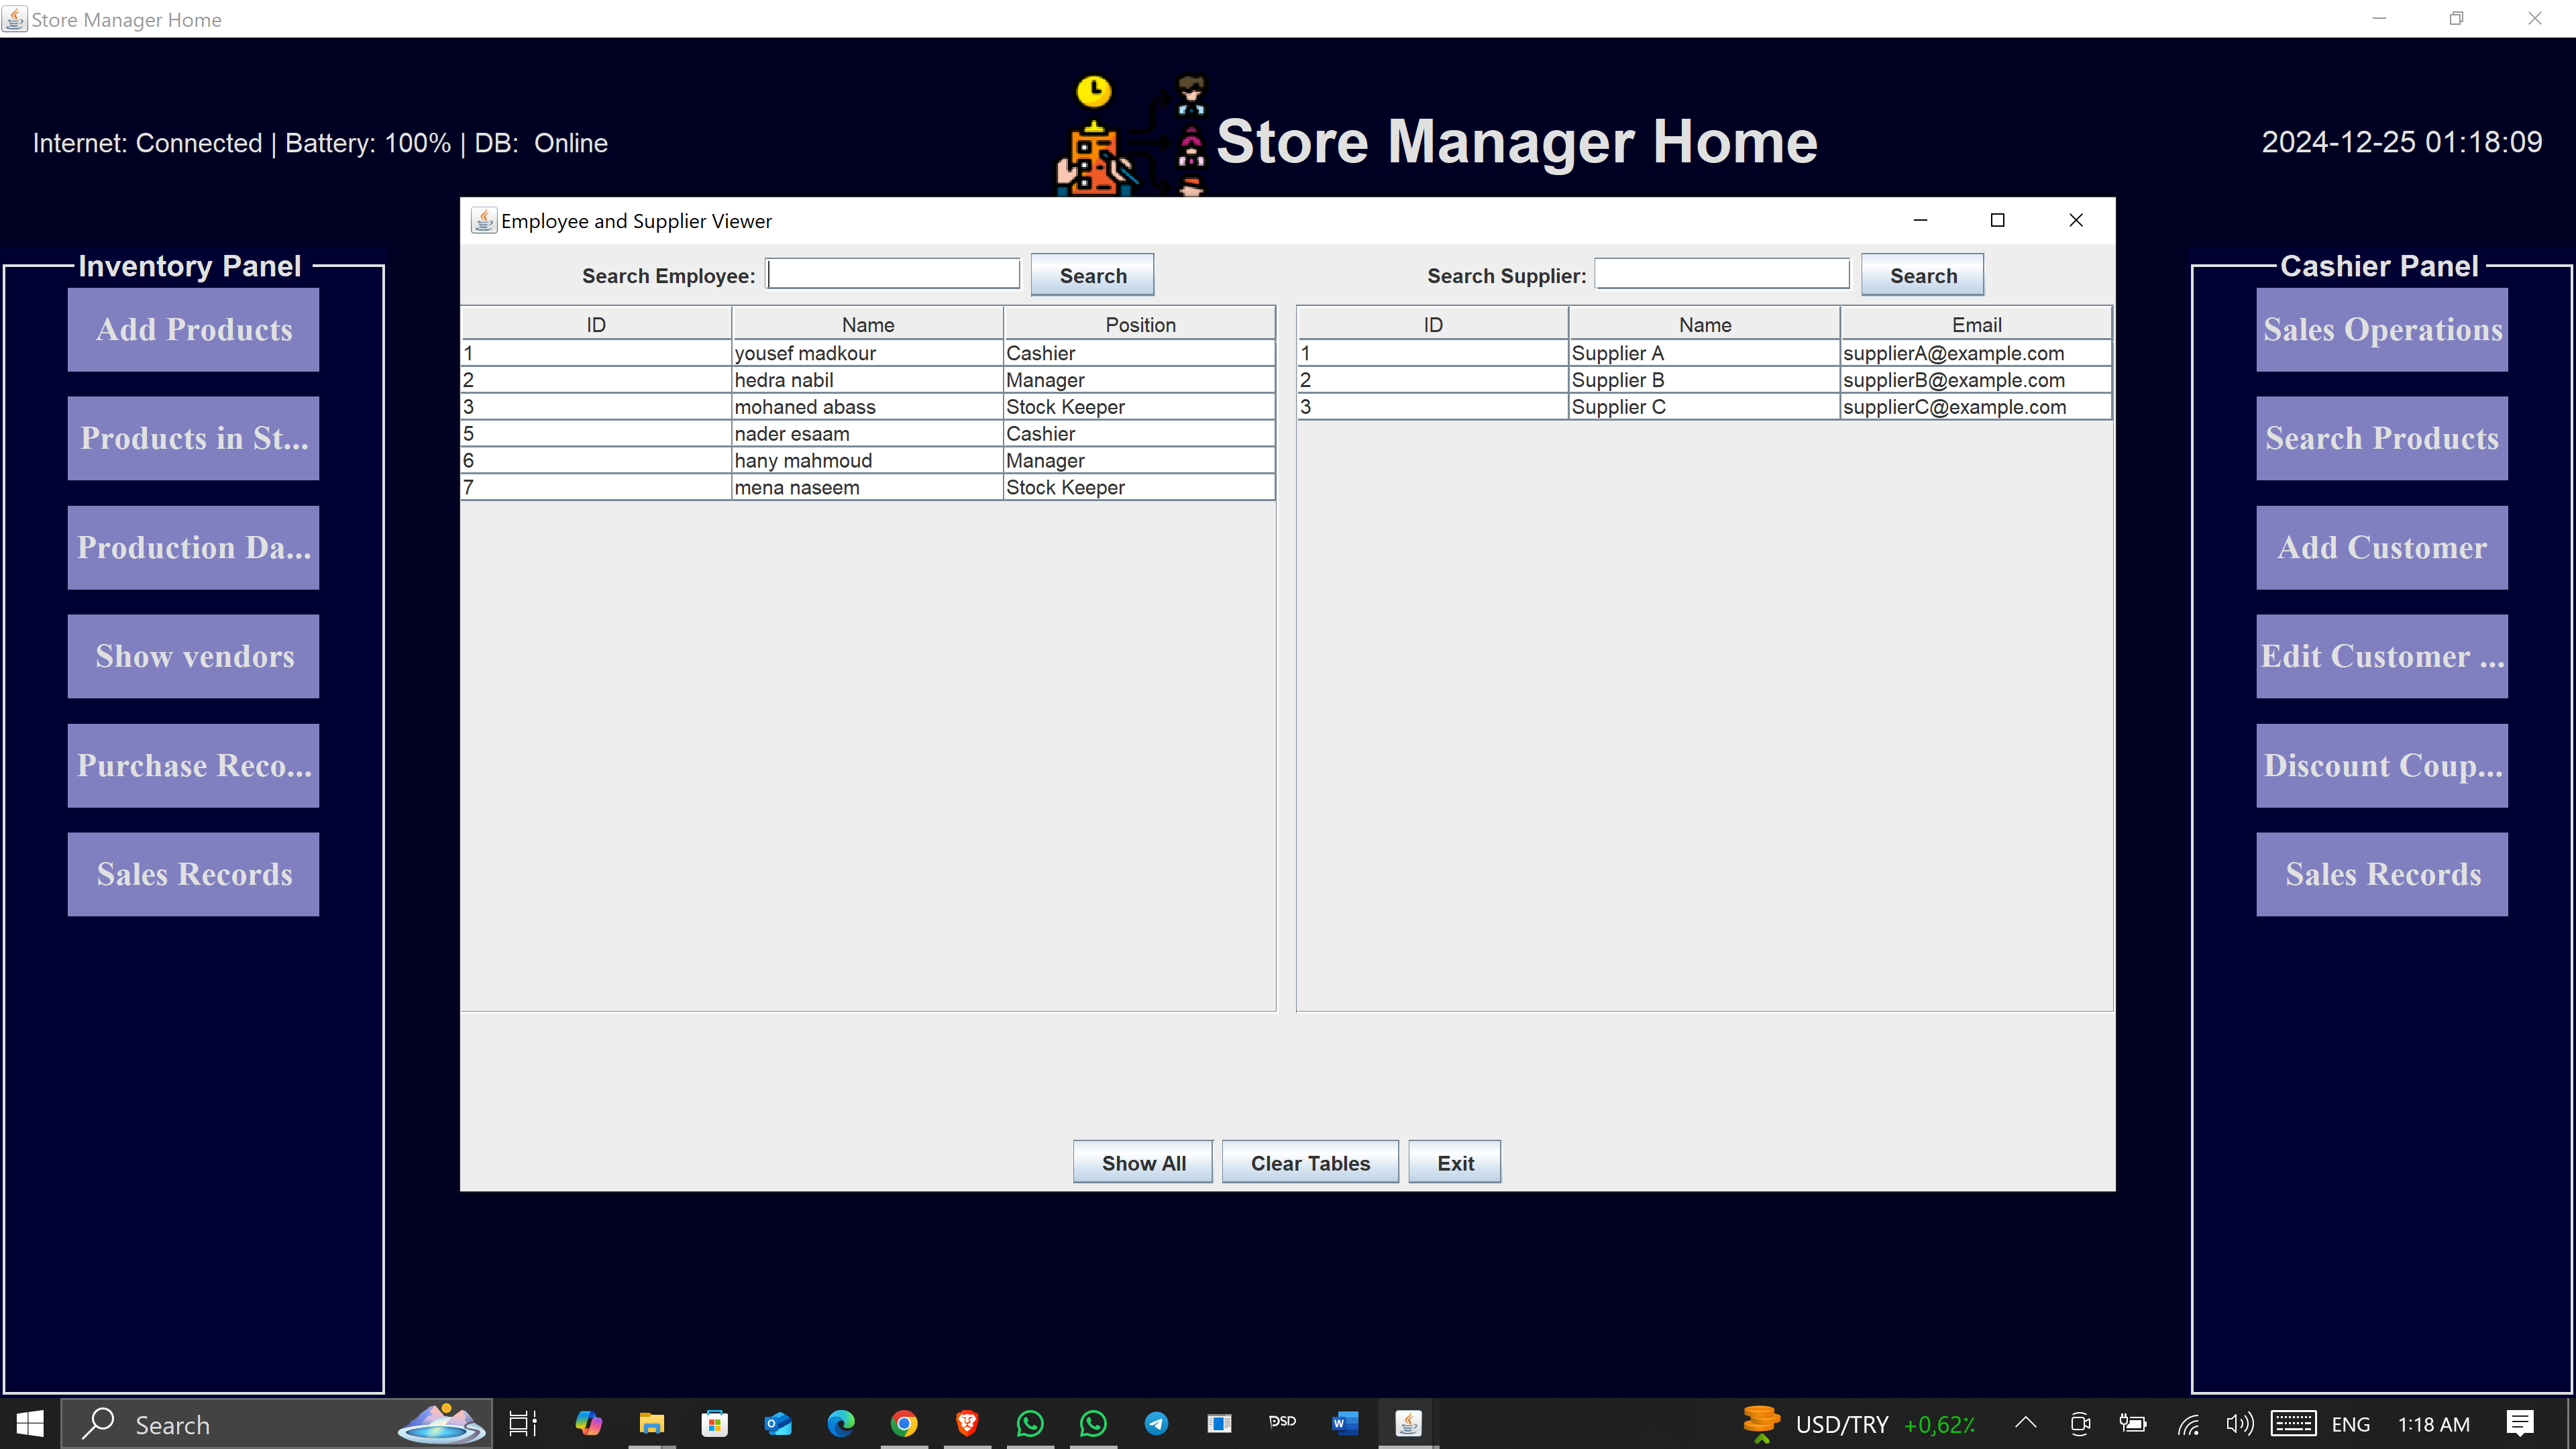 Store Manager Home
Internet: Connected | Battery: 100% | DB: Online
Store Manager Home
2024-12-25 01:18:09
Inventory Panel
Add Products
Products in St...
Production Da...
Show vendors
Purchase Reco...
Sales Records
Employee and Supplier Viewer
Search Employee: Search
ID Name Position
1 yousef madkour Cashier
2 hedra nabil Manager
3 mohaned abass Stock Keeper
5 nader esaam Cashier
6 hany mahmoud Manager
7 mena naseem Stock Keeper
Search Supplier: Search
ID Name Email
1 Supplier A supplierA@example.com
2 Supplier B supplierB@example.com
3 Supplier C supplierC@example.com
Show All Clear Tables Exit
Cashier Panel
Sales Operations
Search Products
Add Customer
Edit Customer ...
Discount Coup...
Sales Records
Search PSD W USD/TRY +0,62% ENG 1:18 AM